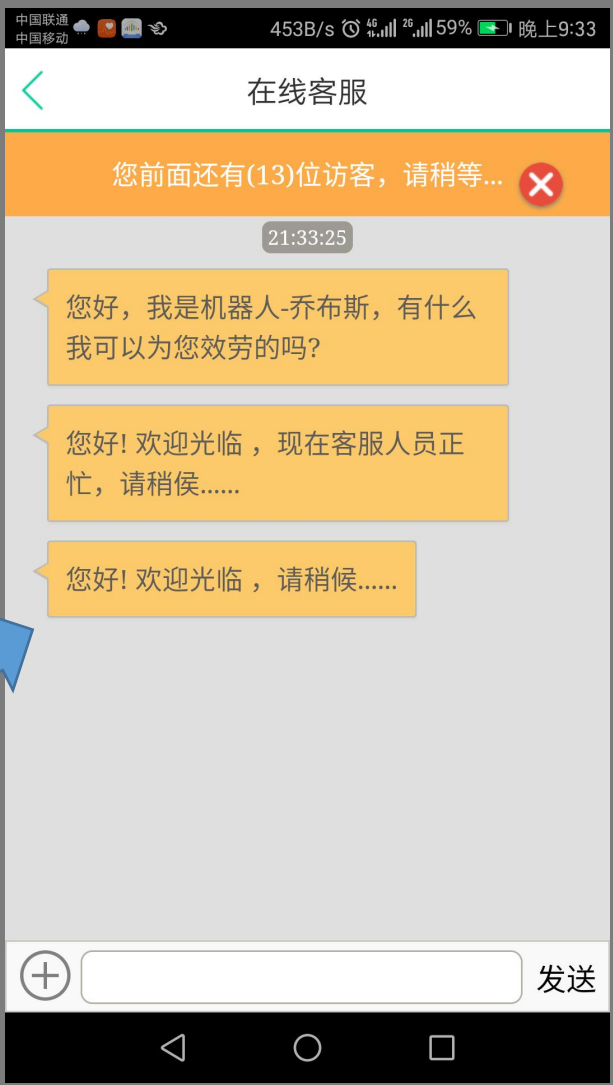 中国联通
中国移动
453B/s 4G 2G 59% 晚上9:33
在线客服
您前面还有(13)位访客，请稍等...
21:33:25
您好，我是机器人-乔布斯，有什么
我可以为您效劳的吗?
您好! 欢迎光临 ，现在客服人员正
忙，请稍侯......
您好! 欢迎光临 ，请稍候......
发送